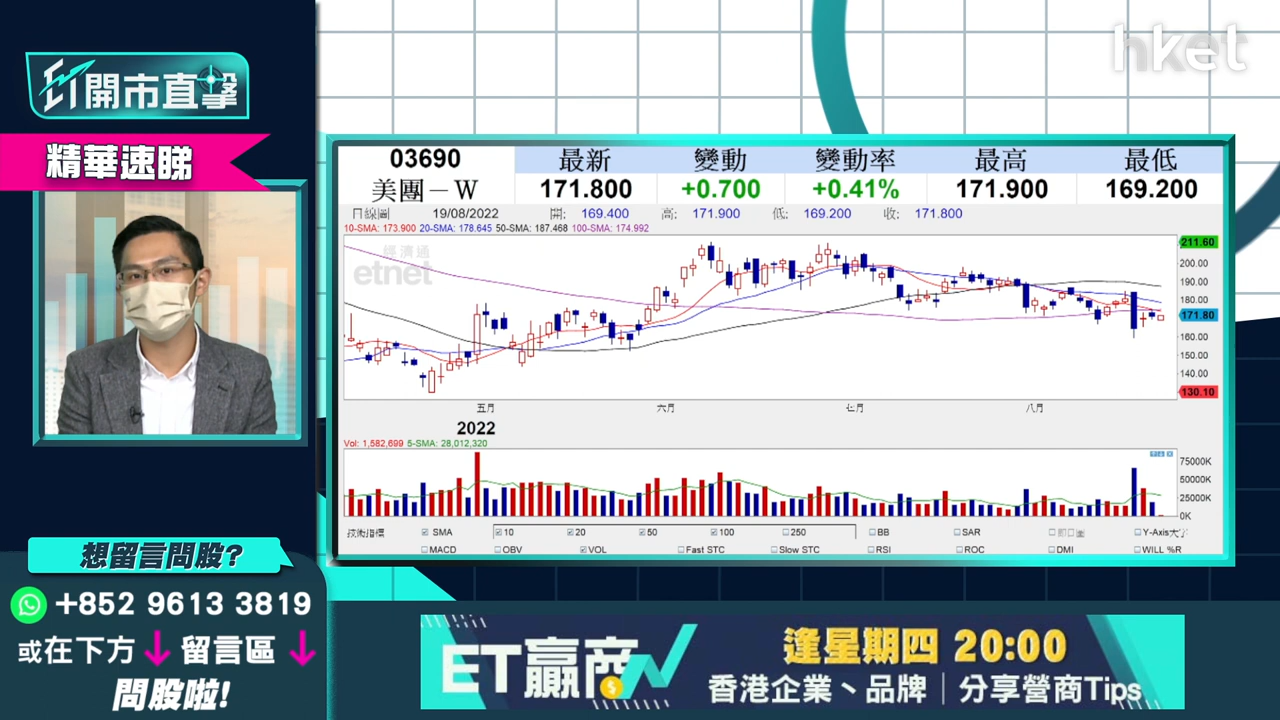 hket
ET開市直擊
精華速睇
03690 最新 變動 變動率 最高 最低
美團－W 171.800 +0.700 +0.41% 171.900 169.200
日線圖 19/08/2022 開: 169.400 高: 171.900 低: 169.200 收: 171.800
10-SMA: 173.900 20-SMA: 178.645 50-SMA: 187.468 100-SMA: 174.992
經濟通
etnet
211.60
200.00
190.00
180.00
171.80
160.00
150.00
140.00
130.10
五月 六月 七月 八月
2022
Vol: 1,582,699 5-SMA: 28,012,320
75000K
50000K
25000K
0K
技術指標 SMA 10 20 50 100 250 BB SAR Y-Axis大字
MACD OBV VOL Fast STC Slow STC RSI ROC DMI WILL %R
想留言問股?
+852 9613 3819
或在下方 留言區
問股啦!
ET贏商
逢星期四 20:00
香港企業、品牌｜分享營商Tips